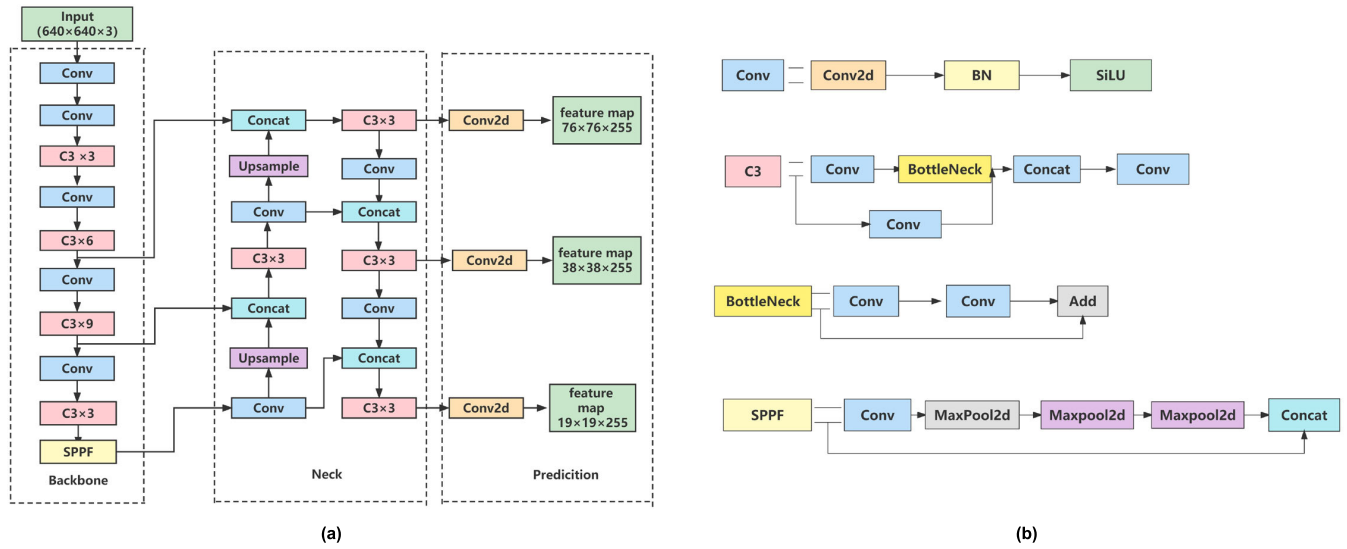 Input
(640×640×3)
Conv
Conv
C3 ×3
Conv
C3×6
Conv
C3×9
Conv
C3×3
SPPF
Backbone
Concat
Upsample
Conv
C3×3
Concat
Upsample
Conv
C3×3
Conv
Concat
C3×3
Conv
Concat
C3×3
Neck
Conv2d
feature map
76×76×255
Conv2d
feature map
38×38×255
Conv2d
feature
map
19×19×255
Predicition
(a)
Conv
Conv2d
BN
SiLU
C3
Conv
BottleNeck
Concat
Conv
Conv
BottleNeck
Conv
Conv
Add
SPPF
Conv
MaxPool2d
Maxpool2d
Maxpool2d
Concat
(b)